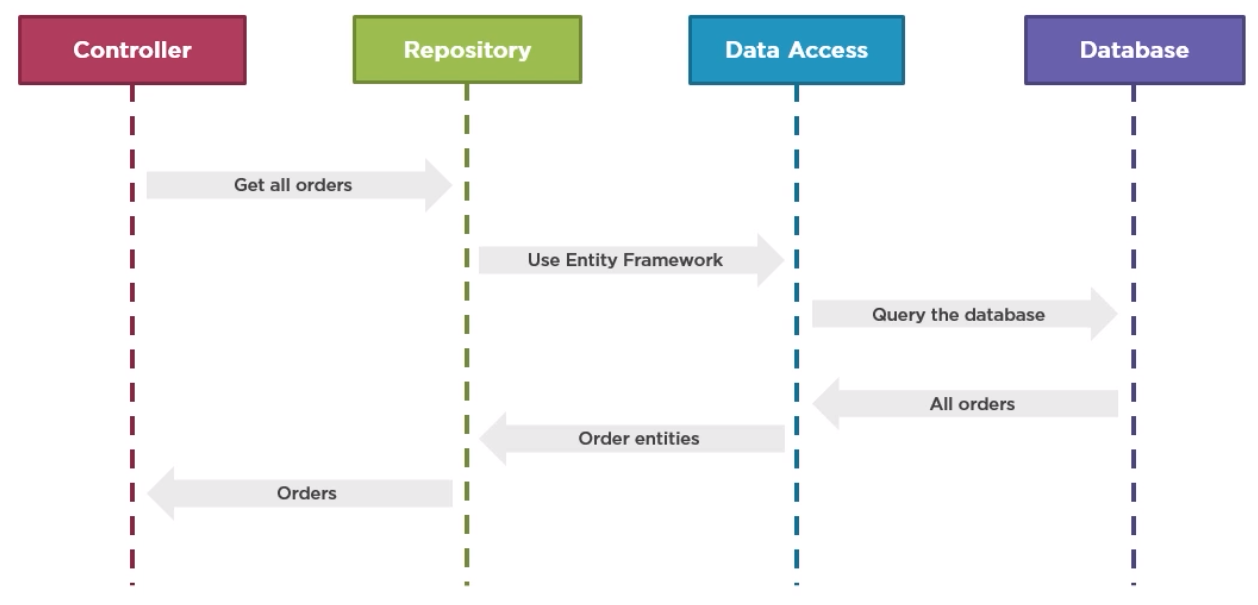 Controller
Repository
Data Access
Database
Get all orders
Use Entity Framework
Query the database
All orders
Order entities
Orders